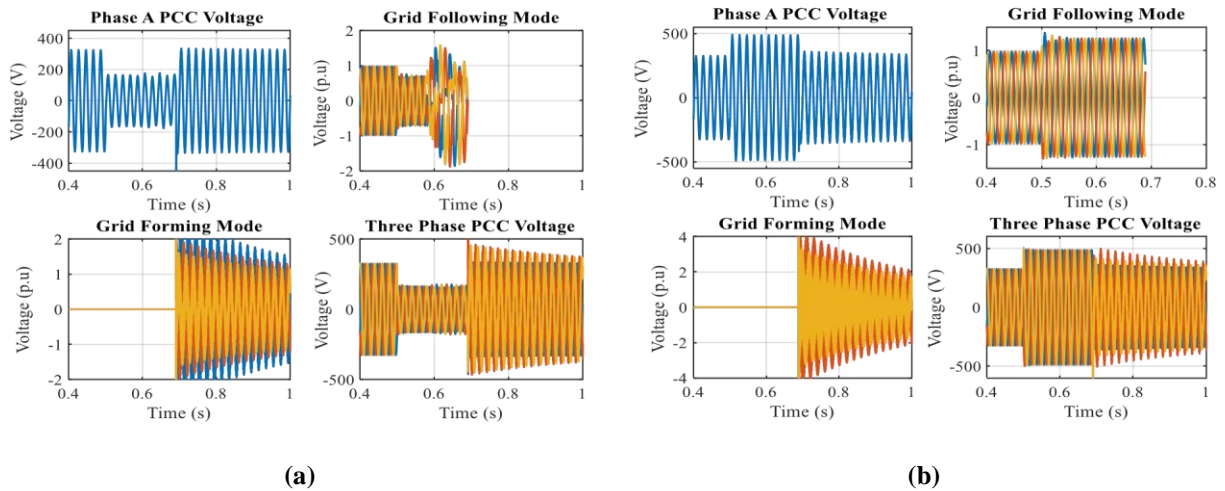 Phase A PCC Voltage
400
200
0
-200
-400
Voltage (V)
0.4
0.6
0.8
1
Time (s)
Grid Following Mode
2
1
0
-1
-2
Voltage (p.u)
0.4
0.6
0.8
1
Time (s)
Grid Forming Mode
2
1
0
-1
-2
Voltage (p.u)
0.4
0.6
0.8
1
Time (s)
Three Phase PCC Voltage
500
0
-500
Voltage (V)
0.4
0.6
0.8
1
Time (s)
(a)
Phase A PCC Voltage
500
0
-500
Voltage (V)
0.4
0.6
0.8
1
Time (s)
Grid Following Mode
1
0
-1
Voltage (p.u)
0.4
0.5
0.6
0.7
0.8
Time (s)
Grid Forming Mode
4
2
0
-2
-4
Voltage (p.u)
0.4
0.6
0.8
1
Time (s)
Three Phase PCC Voltage
500
0
-500
Voltage (V)
0.4
0.6
0.8
1
Time (s)
(b)